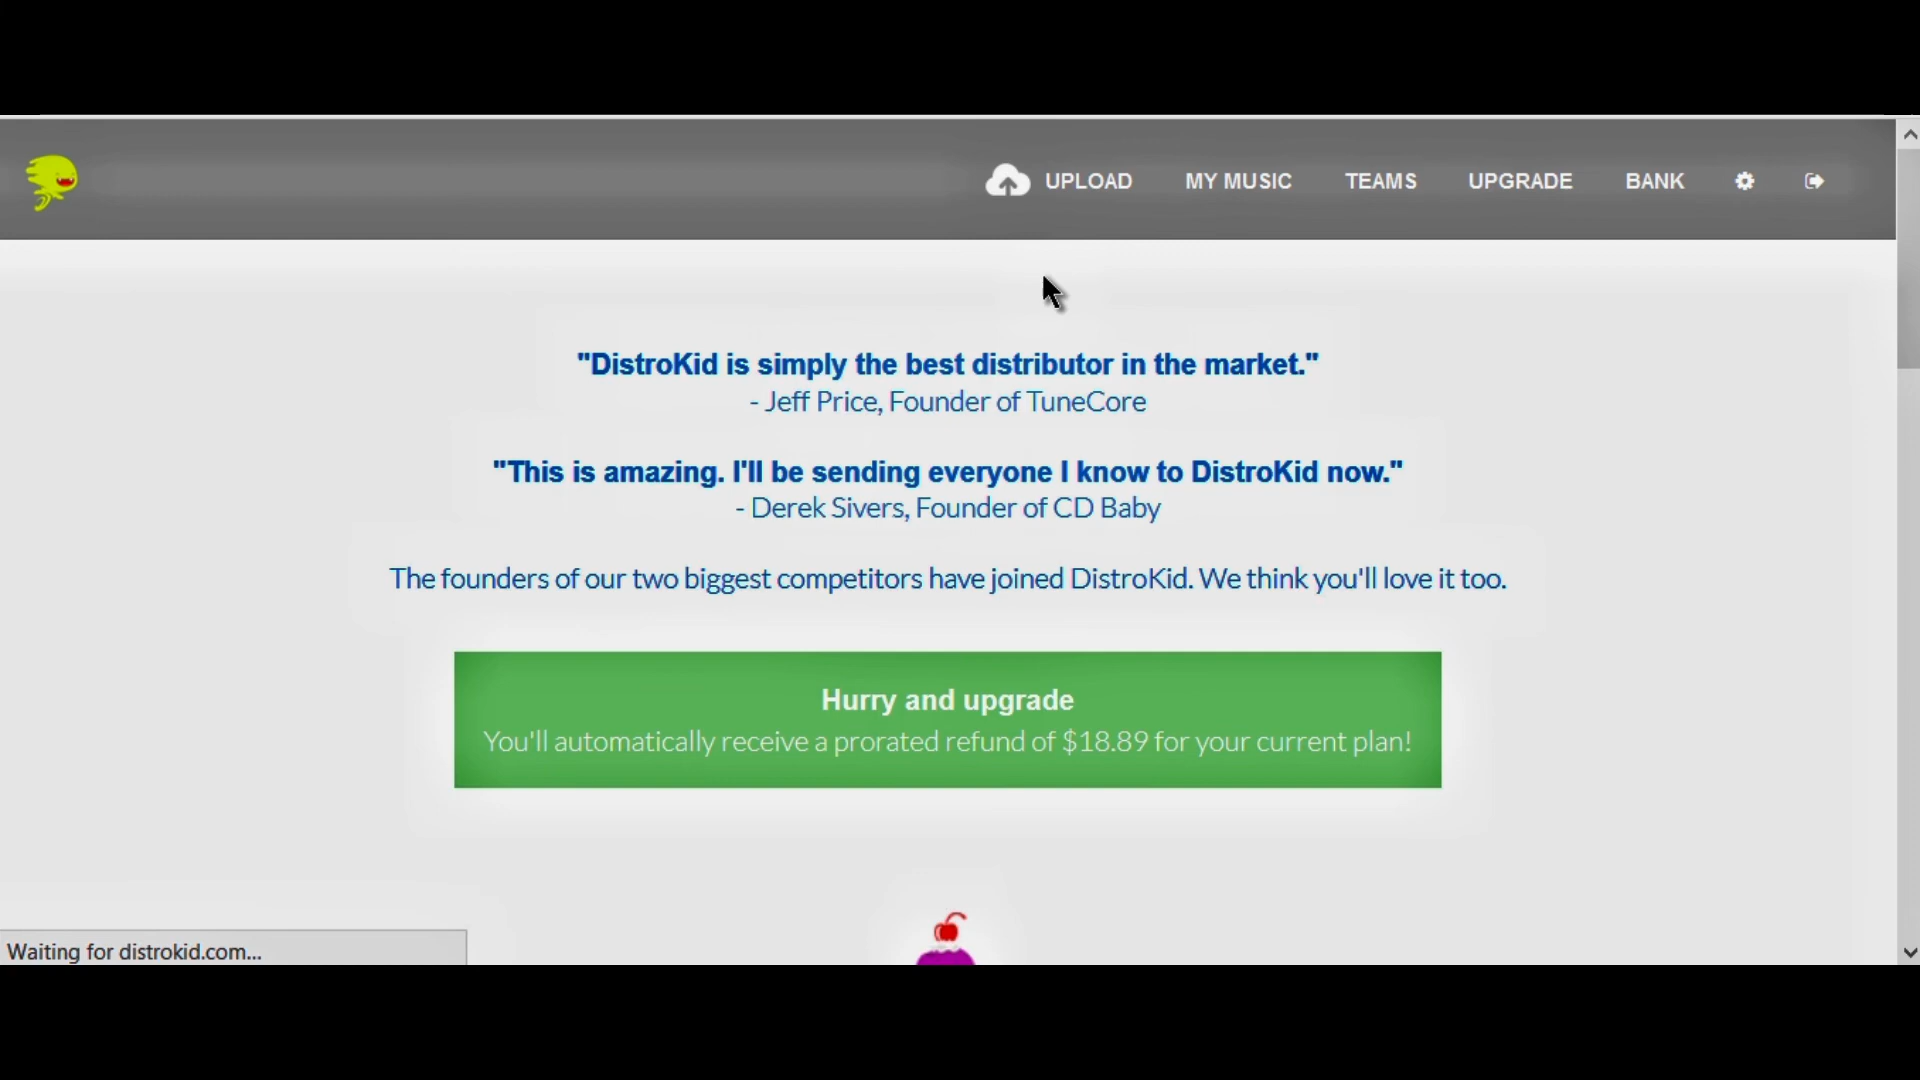 UPLOAD MY MUSIC TEAMS UPGRADE BANK
"DistroKid is simply the best distributor in the market."
- Jeff Price, Founder of TuneCore
"This is amazing. I'll be sending everyone I know to DistroKid now."
- Derek Sivers, Founder of CD Baby
The founders of our two biggest competitors have joined DistroKid. We think you'll love it too.
Hurry and upgrade
You'll automatically receive a prorated refund of $18.89 for your current plan!
Waiting for distrokid.com...